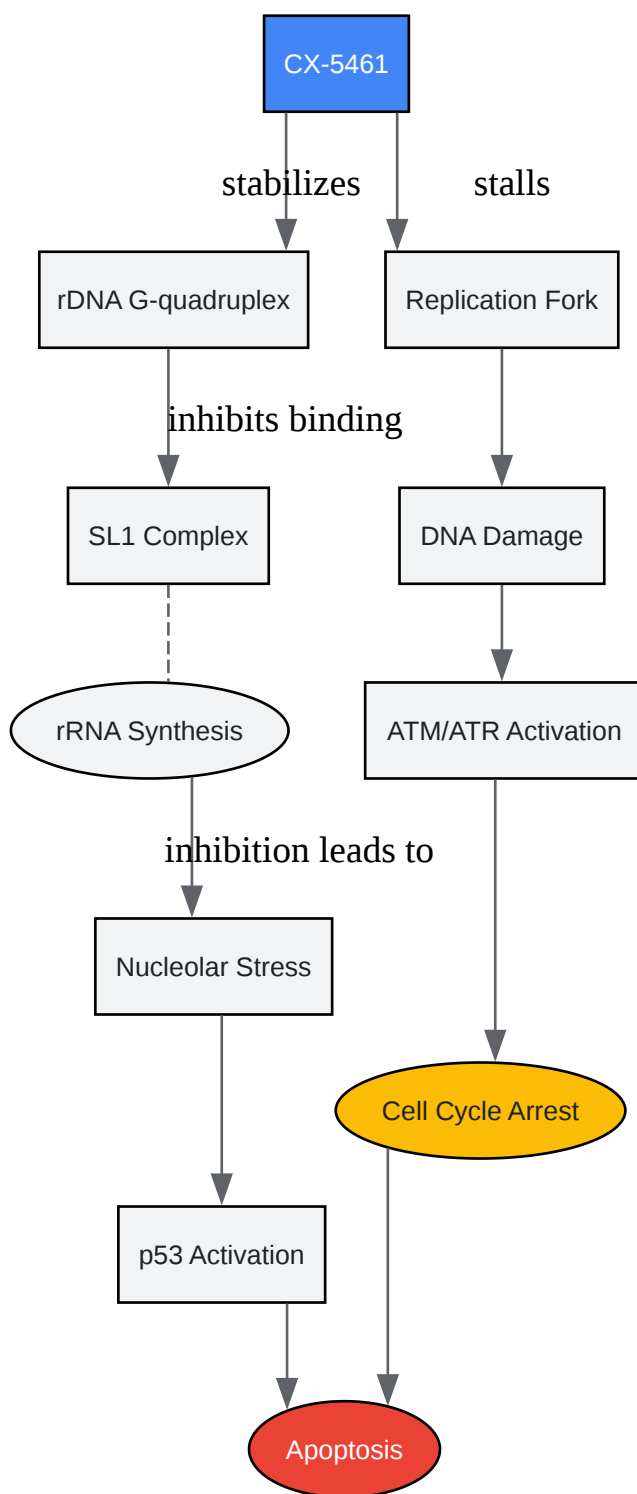 CX-5461
stabilizes
stalls
rDNA G-quadruplex
Replication Fork
inhibits binding
SL1 Complex
DNA Damage
rRNA Synthesis
ATM/ATR Activation
inhibition leads to
Nucleolar Stress
Cell Cycle Arrest
p53 Activation
Apoptosis